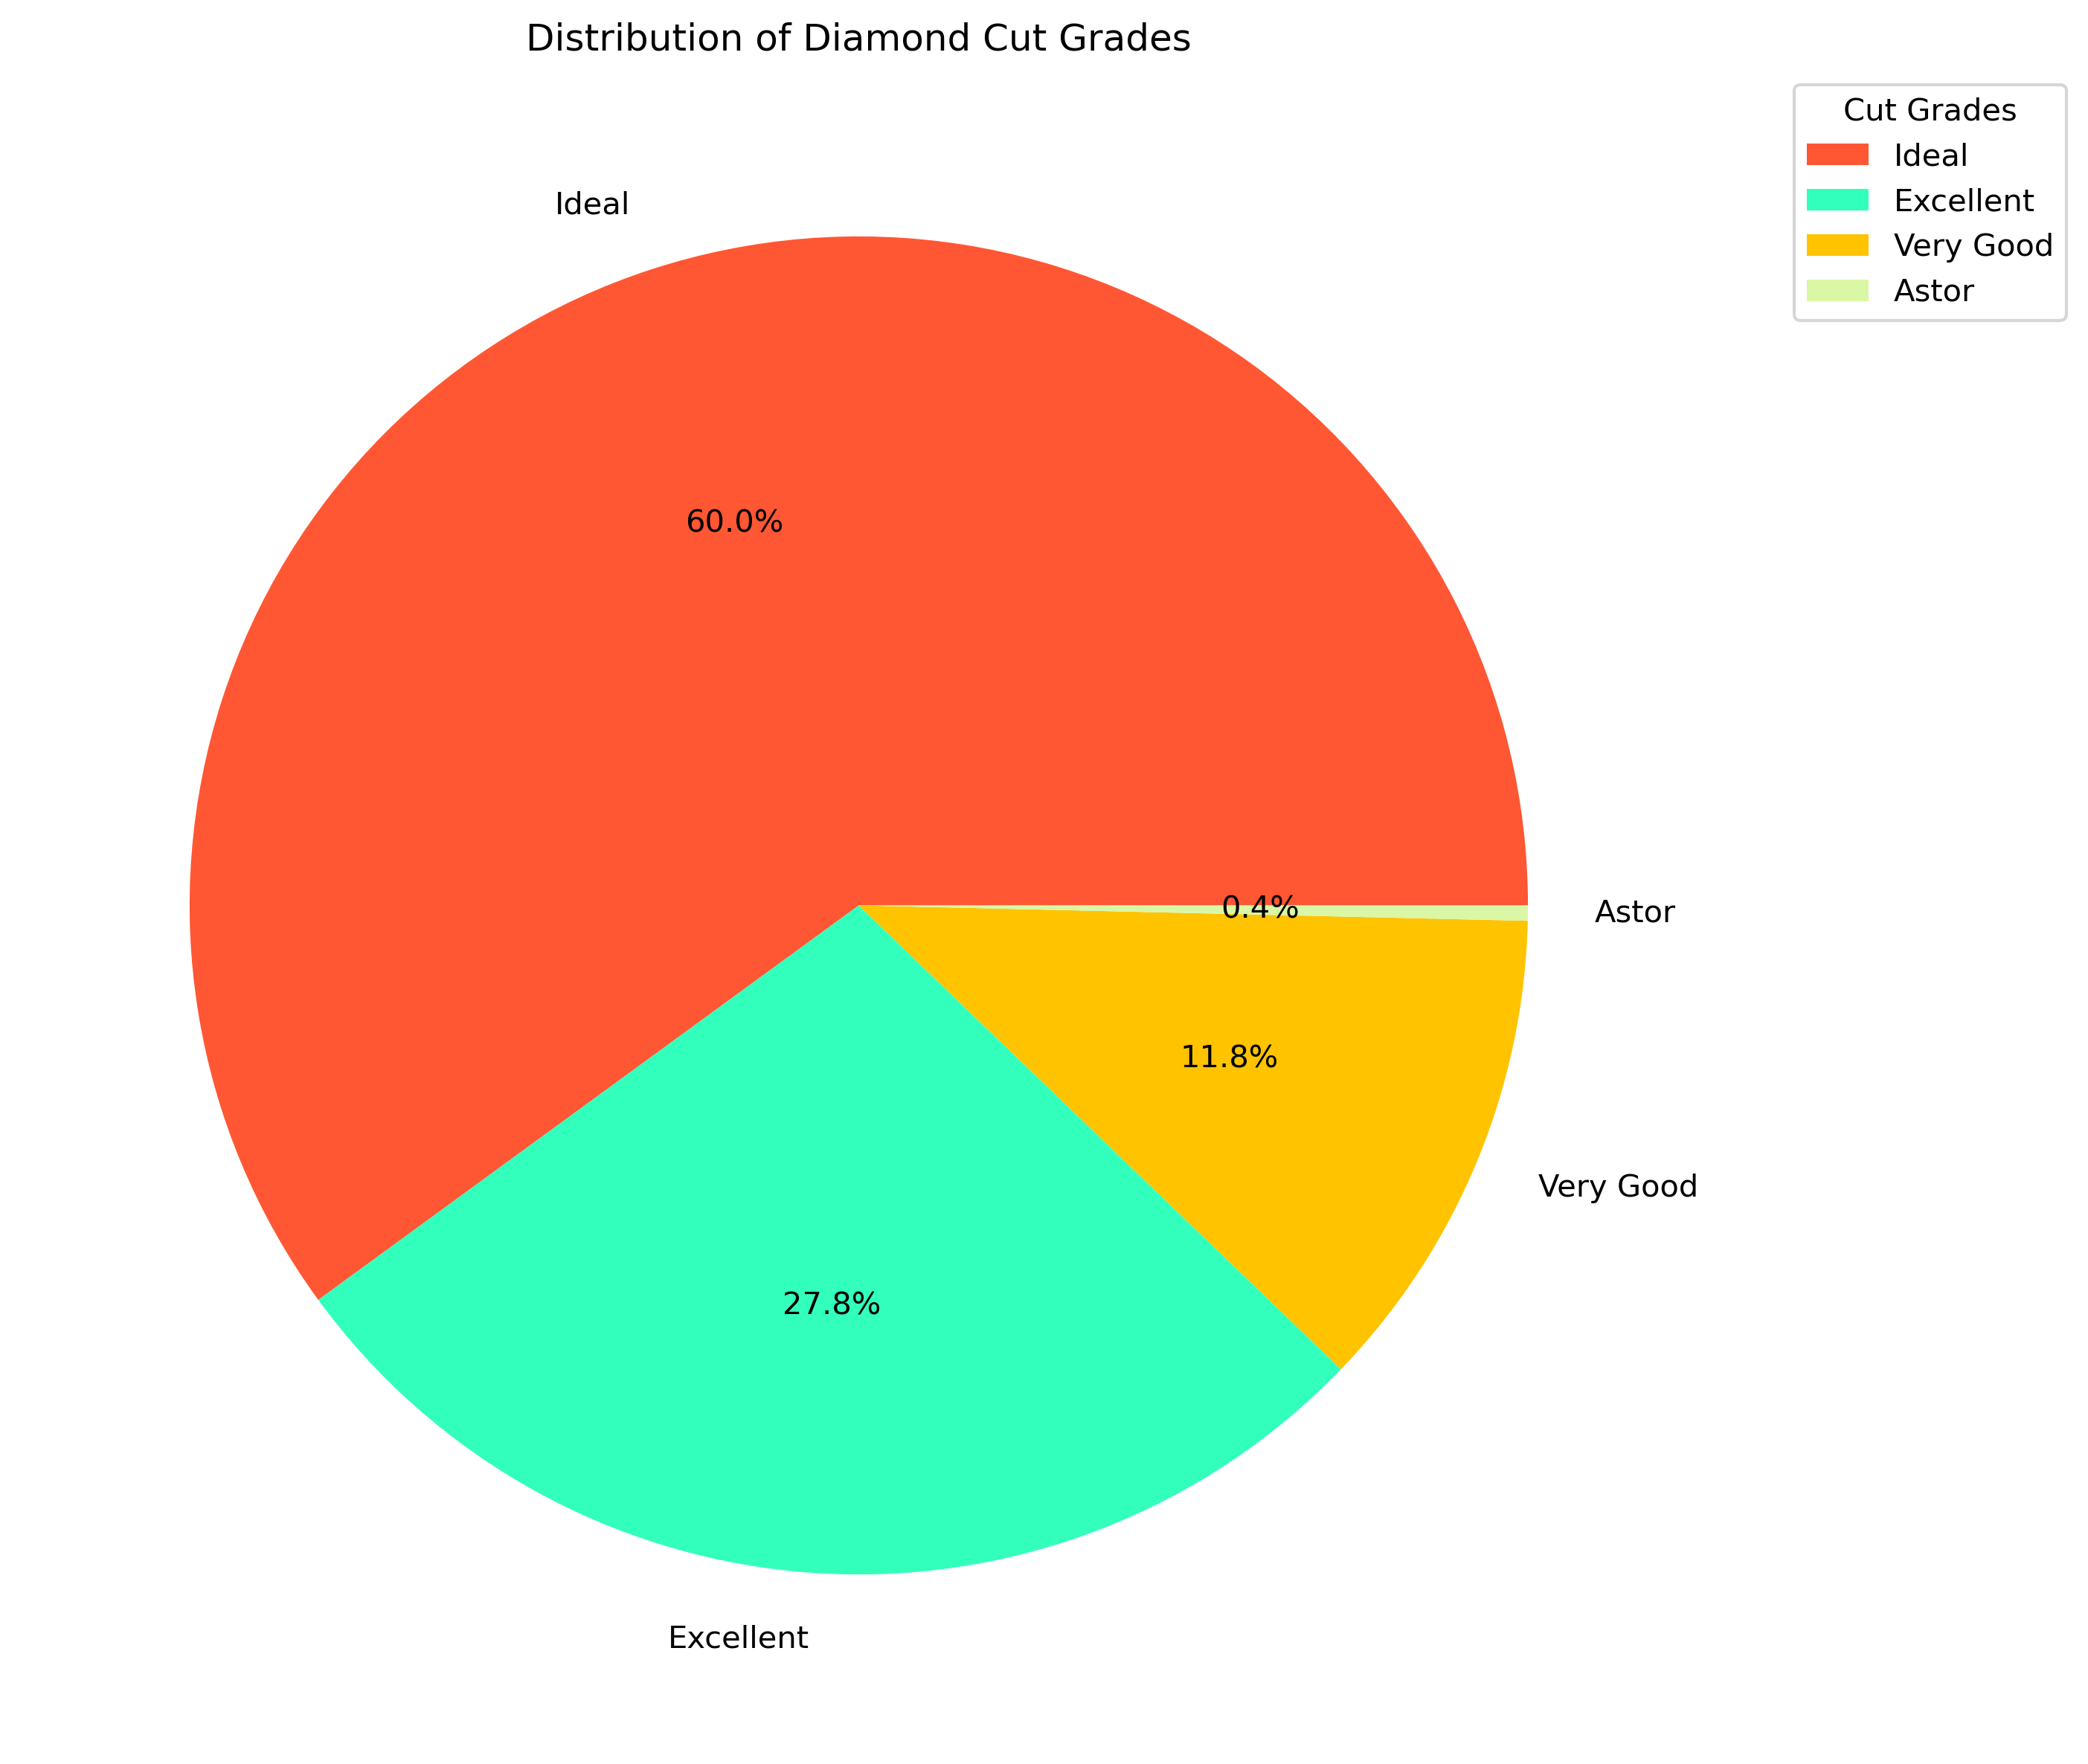 Distribution of Diamond Cut Grades
Cut Grades
Ideal
Excellent
Very Good
Astor
Ideal
60.0%
0.4%
Astor
11.8%
Very Good
27.8%
Excellent